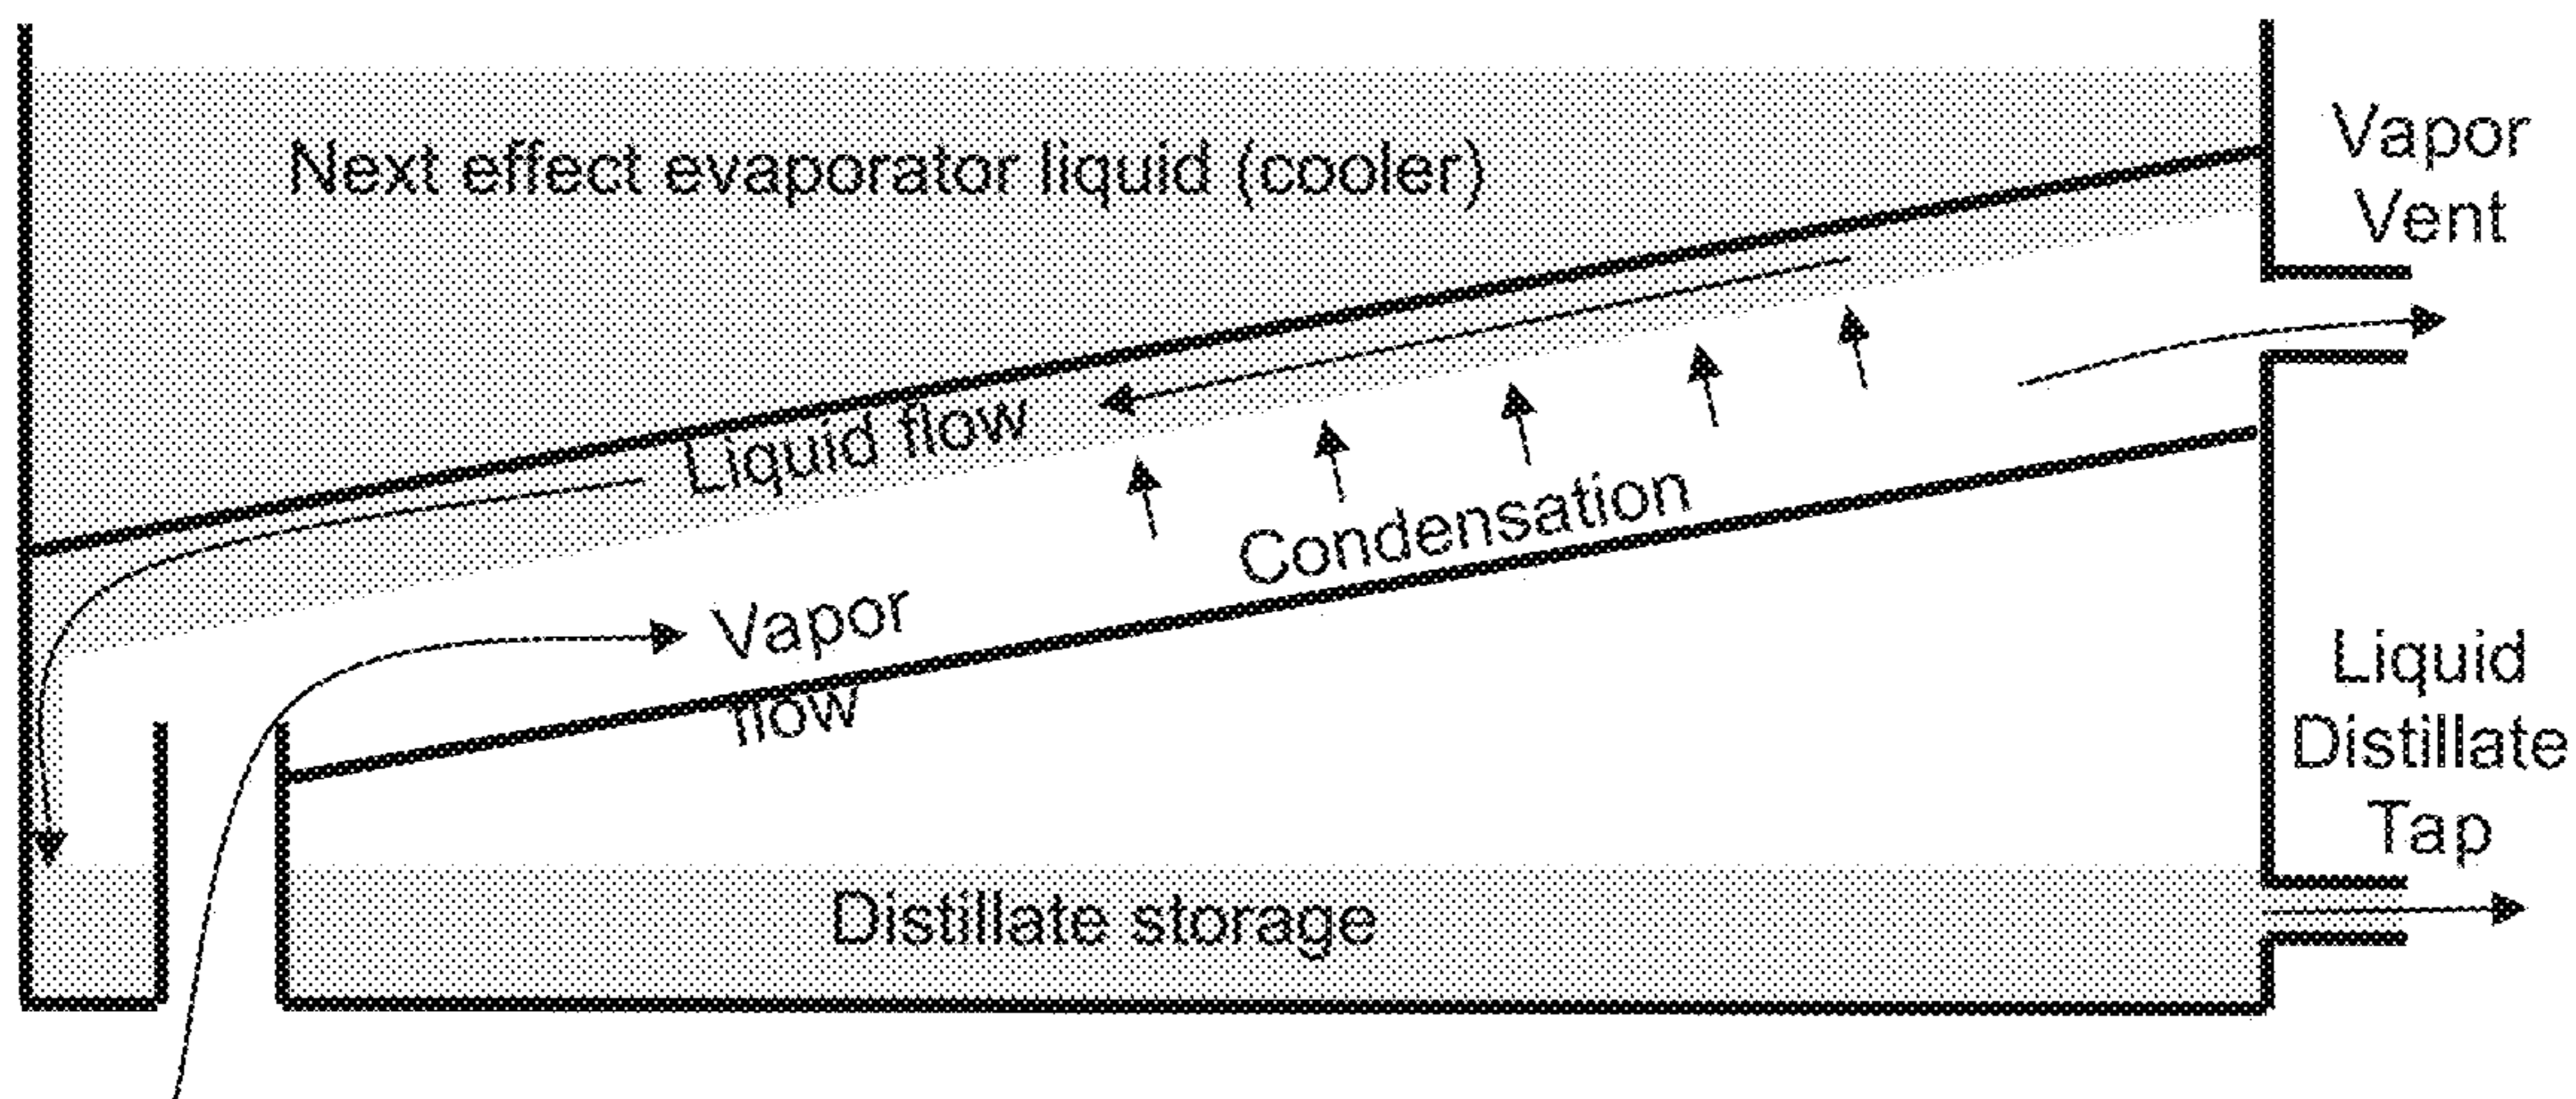 Next effect evaporator liquid (cooler)
Vapor
Vent
Liquid flow
Condensation
Vapor
flow
Liquid
Distillate
Tap
Distillate storage